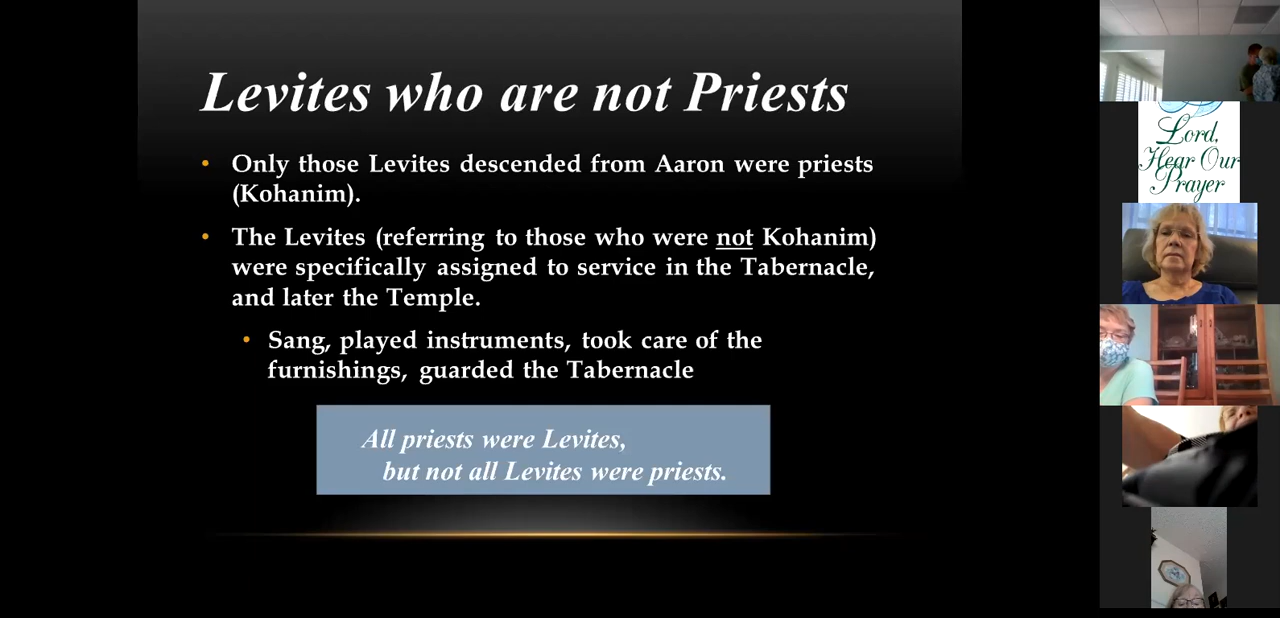 Levites who are not Priests
• Only those Levites descended from Aaron were priests
(Kohanim).
• The Levites (referring to those who were not Kohanim)
were specifically assigned to service in the Tabernacle,
and later the Temple.
• Sang, played instruments, took care of the
furnishings, guarded the Tabernacle
All priests were Levites,
but not all Levites were priests.
Lord,
Hear Our
Prayer